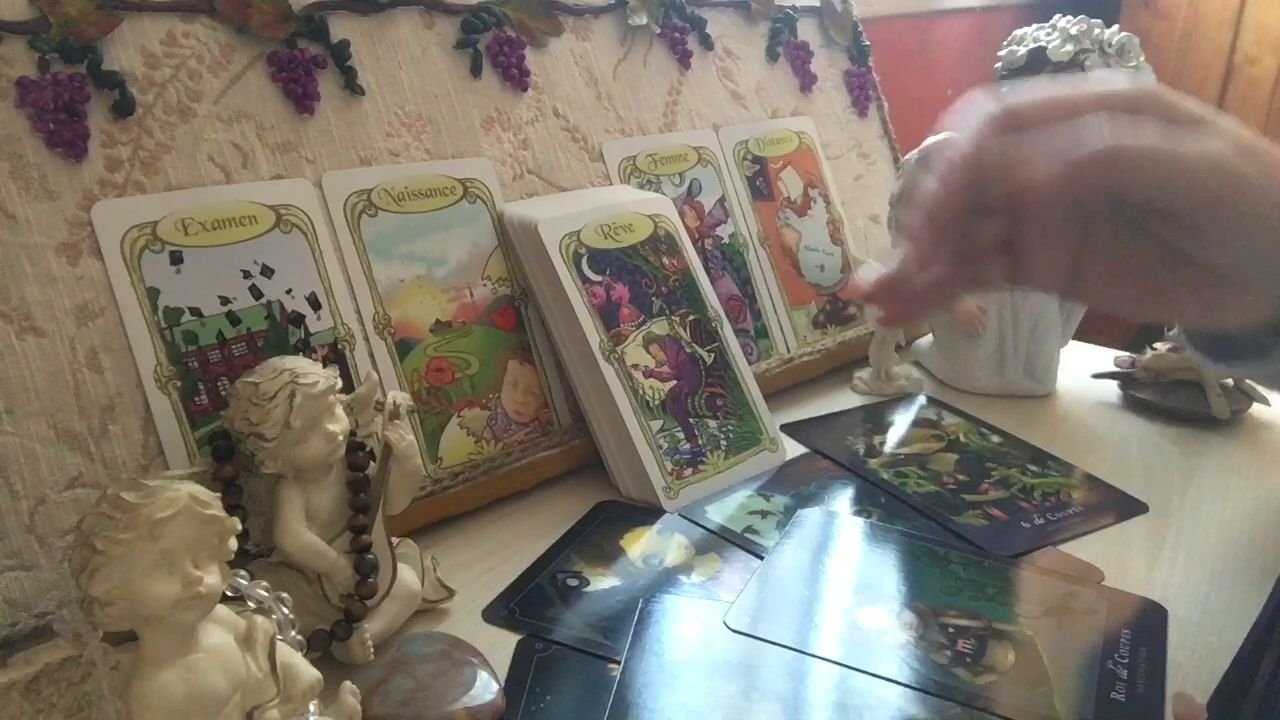 Examen
Naissance
Rêve
Femme
Distance
6 de Coupes
Roi de Coupes